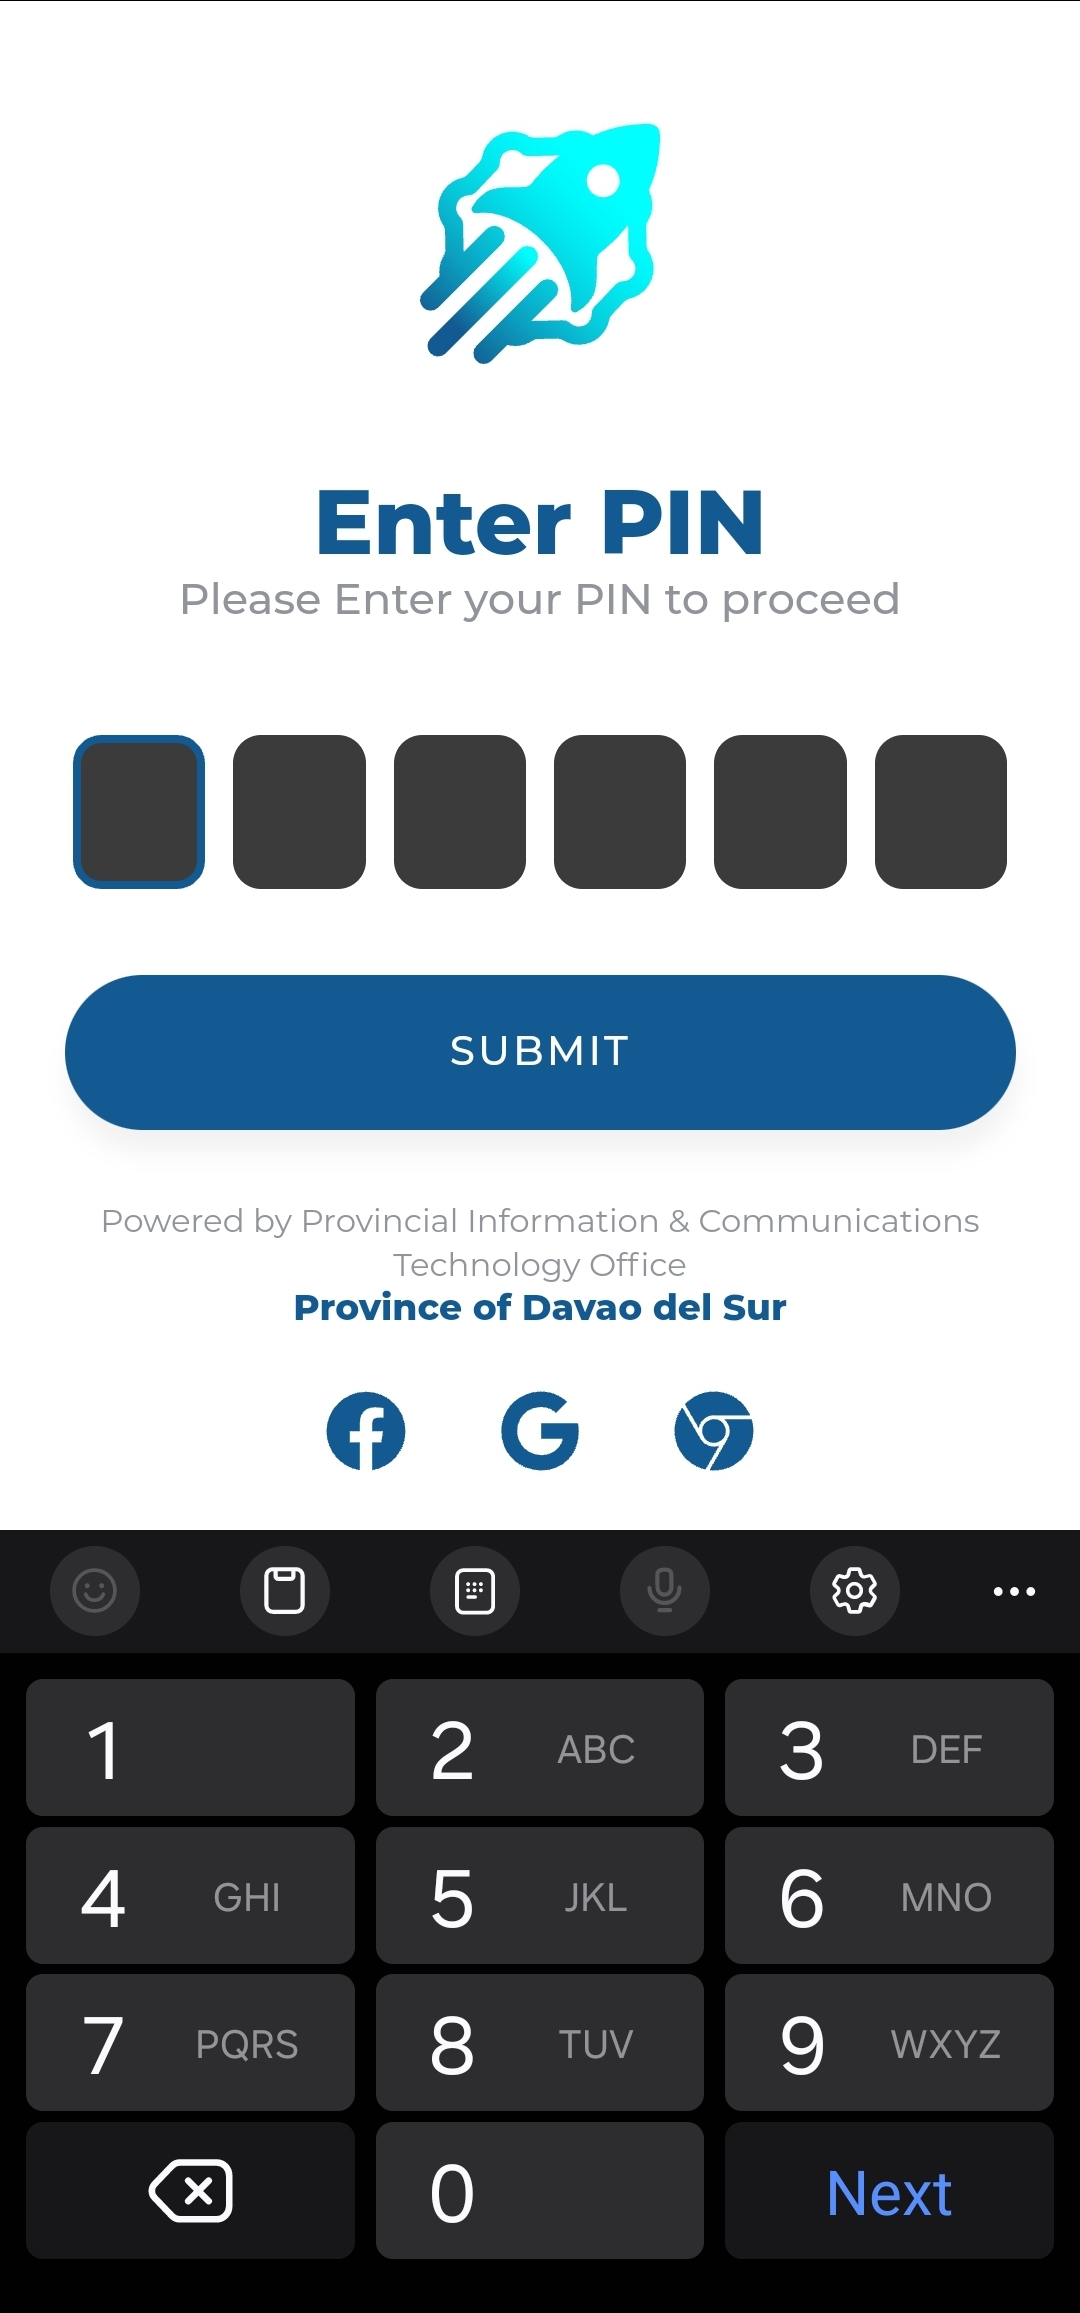 Enter PIN
Please Enter your PIN to proceed
SUBMIT
Powered by Provincial Information & Communications
Technology Office
Province of Davao del Sur
1
2 ABC
3 DEF
4 GHI
5 JKL
6 MNO
7 PQRS
8 TUV
9 WXYZ
0
Next